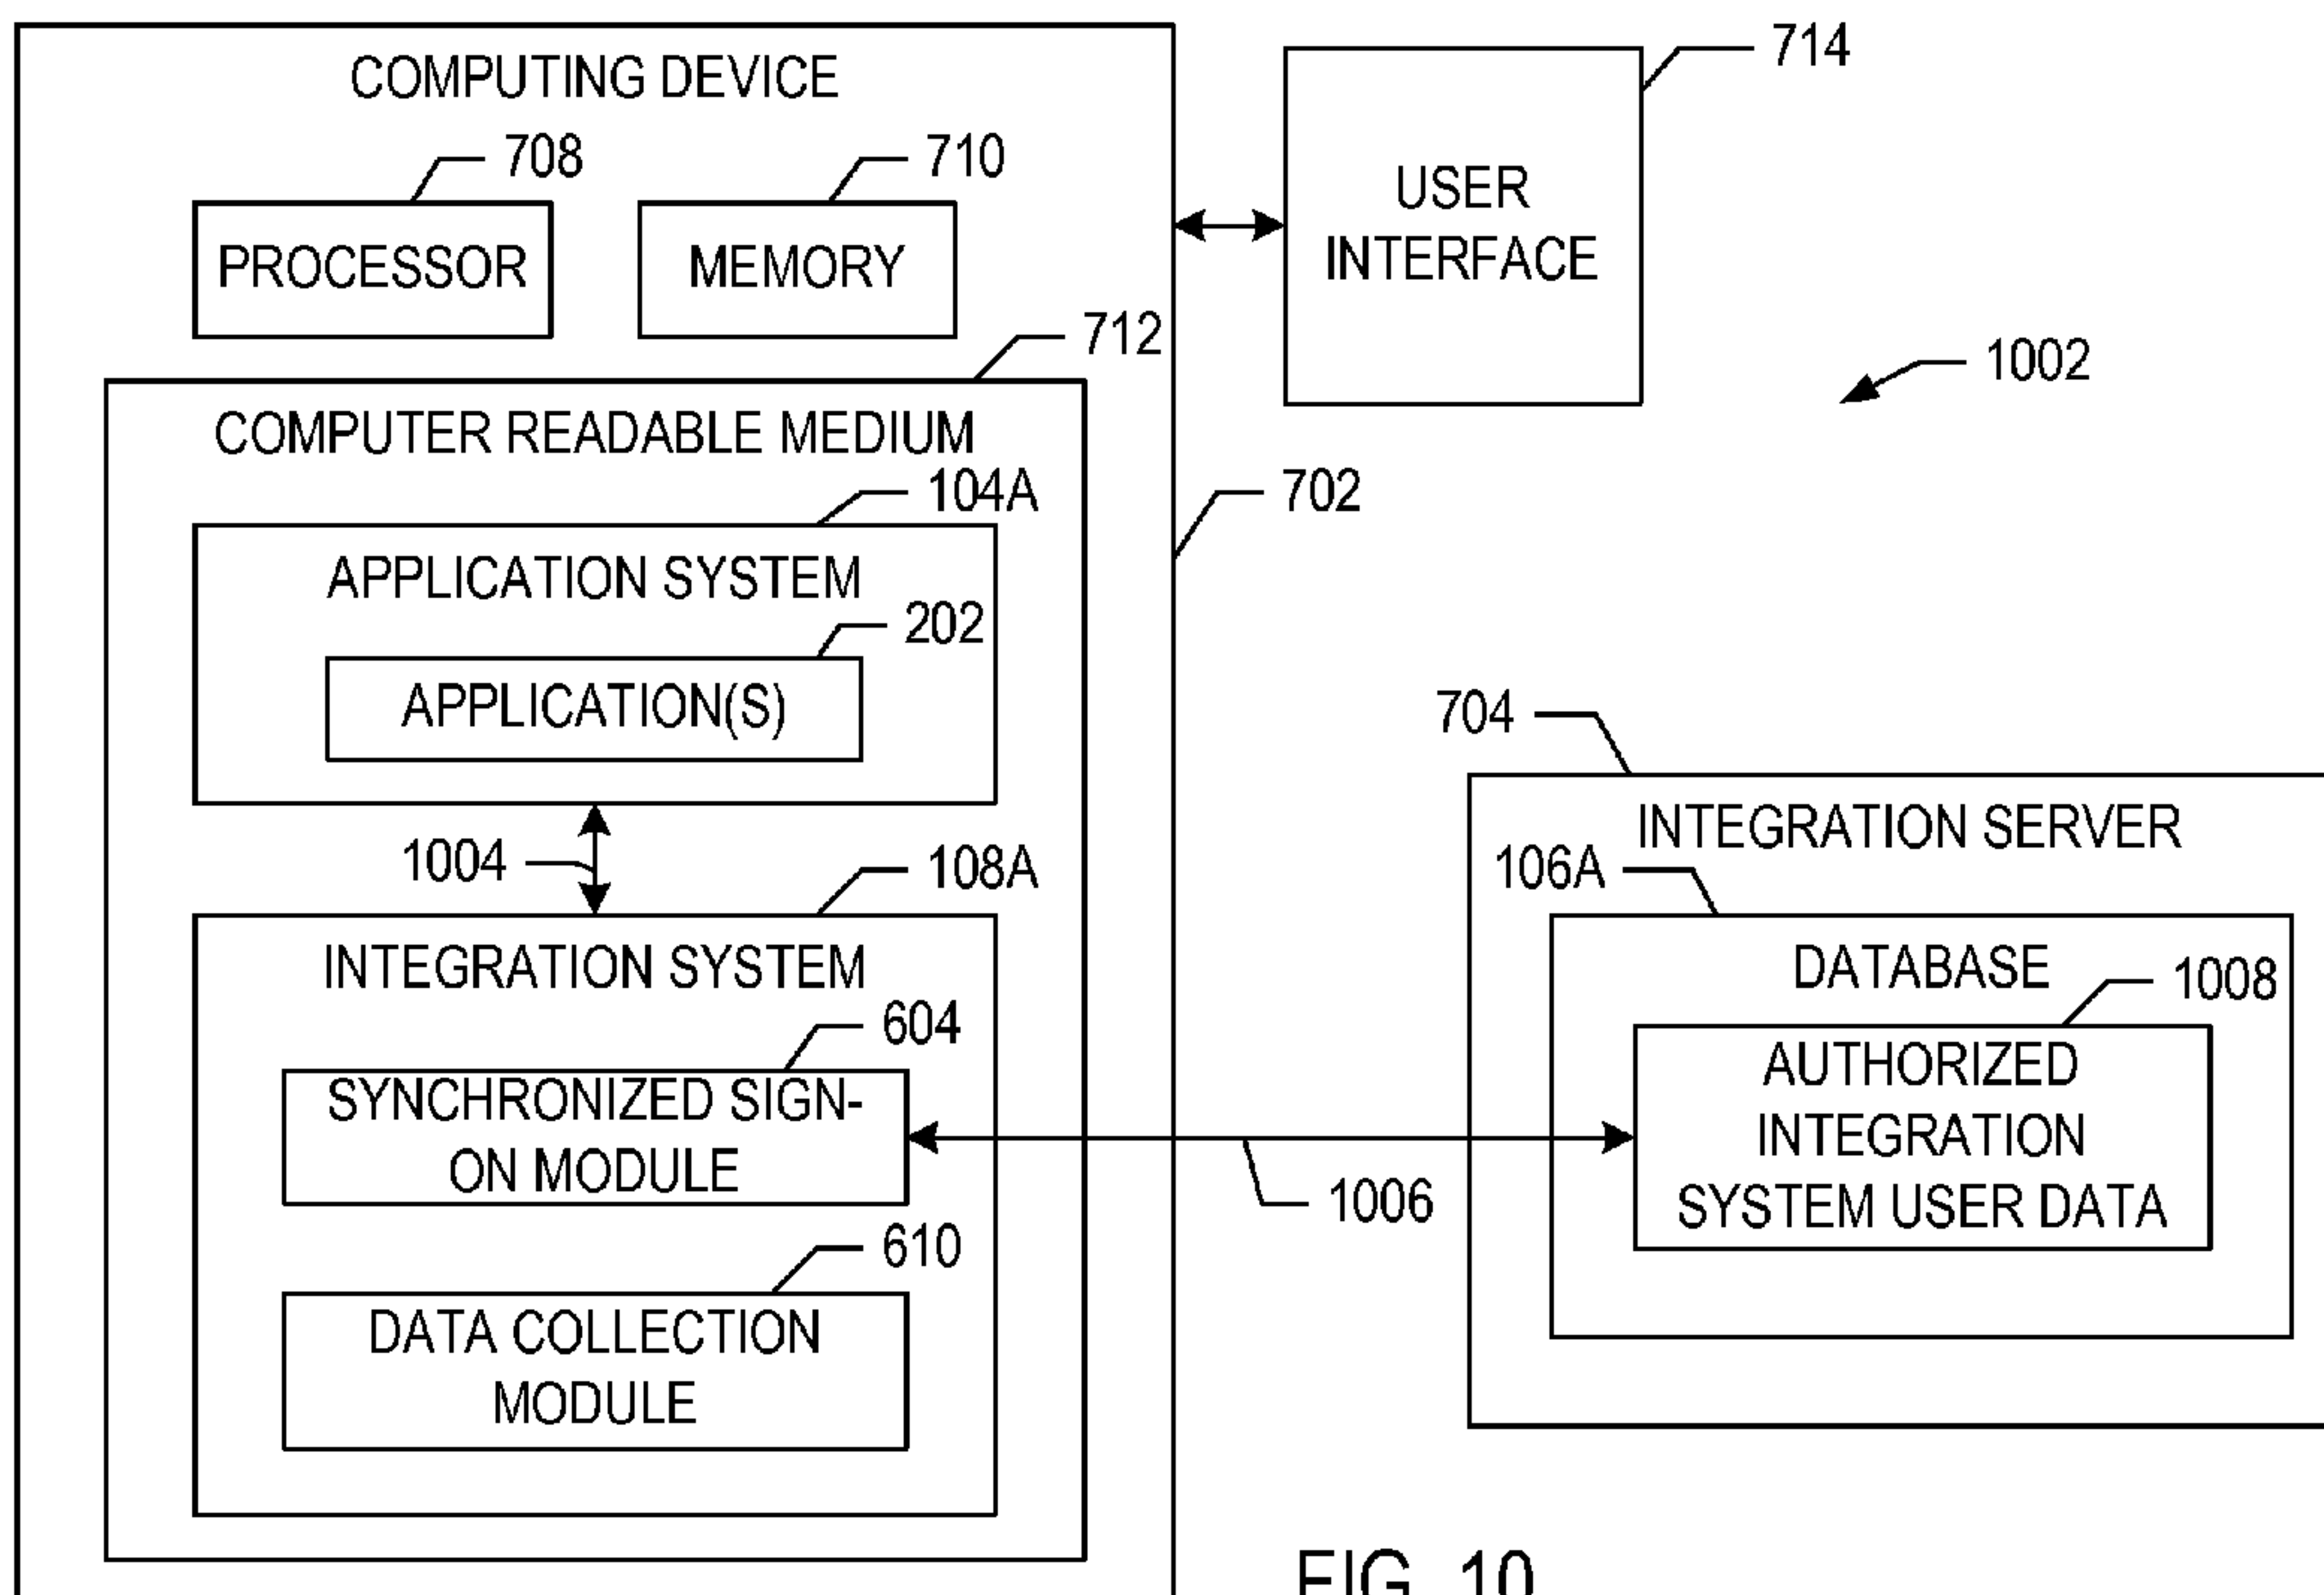 COMPUTING DEVICE
708
PROCESSOR
710
MEMORY
712
COMPUTER READABLE MEDIUM
104A
APPLICATION SYSTEM
202
APPLICATION(S)
1004
108A
INTEGRATION SYSTEM
604
SYNCHRONIZED SIGN-
ON MODULE
610
DATA COLLECTION
MODULE
714
USER
INTERFACE
1002
702
704
INTEGRATION SERVER
106A
DATABASE
1008
AUTHORIZED
INTEGRATION
SYSTEM USER DATA
1006
FIG. 10